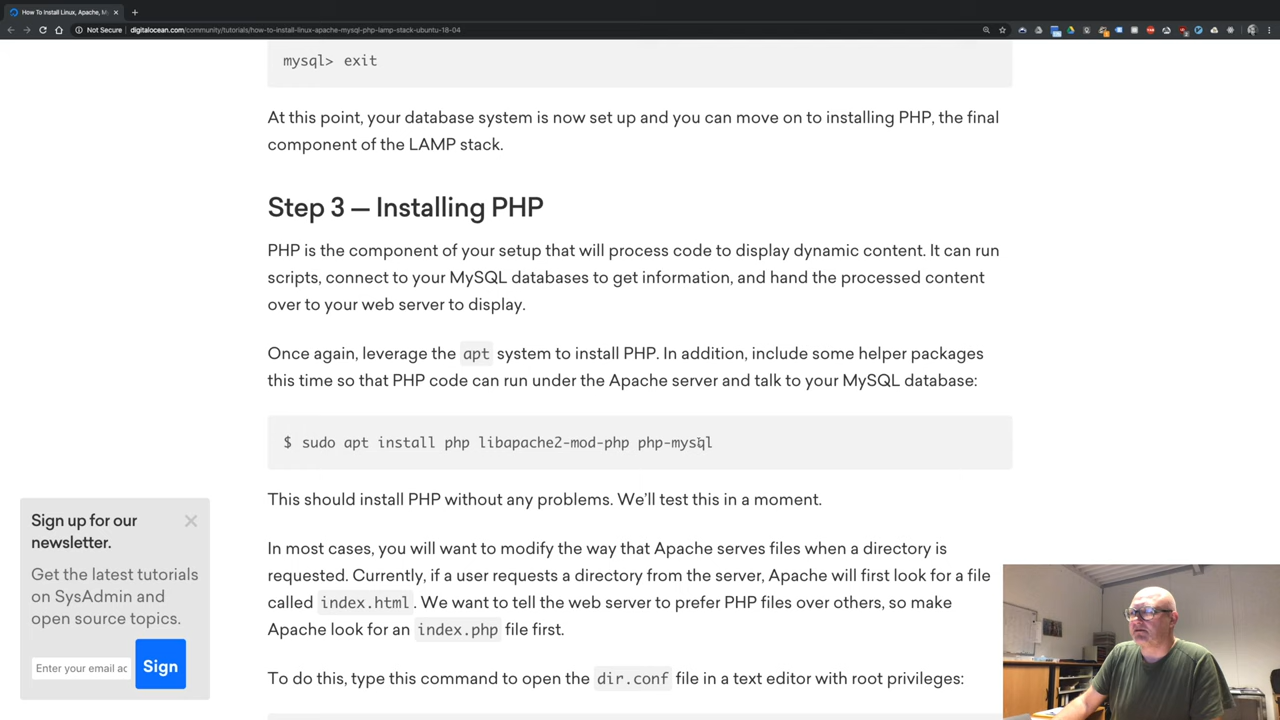 How To Install Linux, Apache, M
Not Secure digitalocean.com/community/tutorials/how-to-install-linux-apache-mysql-php-lamp-stack-ubuntu-18-04
mysql> exit
At this point, your database system is now set up and you can move on to installing PHP, the final
component of the LAMP stack.
Step 3 — Installing PHP
PHP is the component of your setup that will process code to display dynamic content. It can run
scripts, connect to your MySQL databases to get information, and hand the processed content
over to your web server to display.
Once again, leverage the apt system to install PHP. In addition, include some helper packages
this time so that PHP code can run under the Apache server and talk to your MySQL database:
$ sudo apt install php libapache2-mod-php php-mysql
This should install PHP without any problems. We’ll test this in a moment.
In most cases, you will want to modify the way that Apache serves files when a directory is
requested. Currently, if a user requests a directory from the server, Apache will first look for a file
called index.html. We want to tell the web server to prefer PHP files over others, so make
Apache look for an index.php file first.
To do this, type this command to open the dir.conf file in a text editor with root privileges:
Sign up for our
newsletter.
Get the latest tutorials
on SysAdmin and
open source topics.
Enter your email ac
Sign